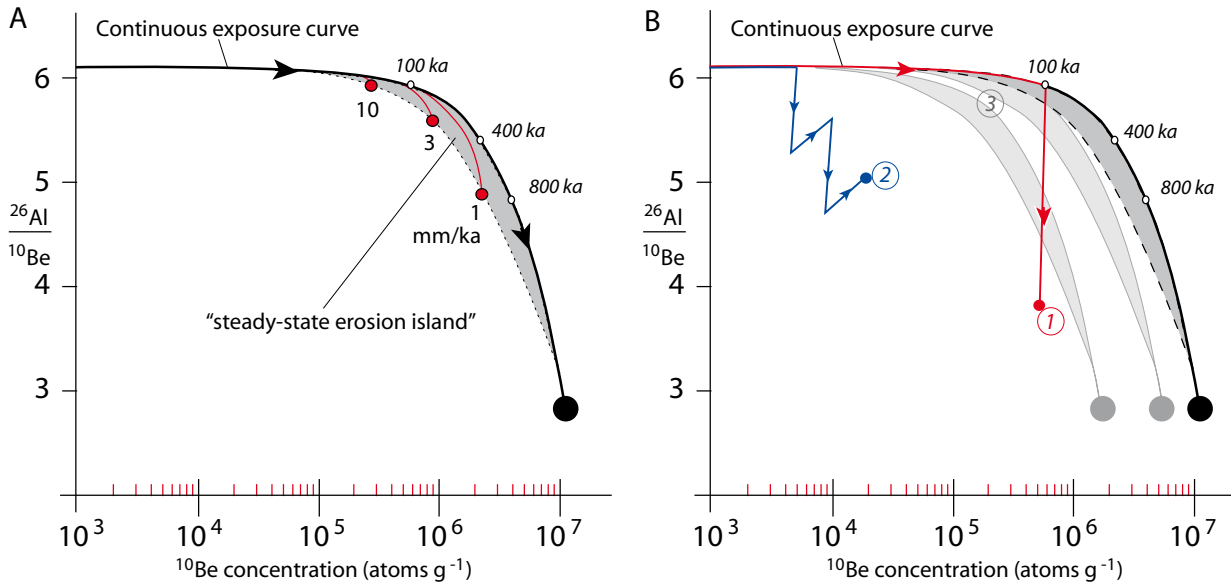 A
Continuous exposure curve
100 ka
400 ka
800 ka
10
3
1
mm/ka
"steady-state erosion island"
6
5
4
3
²⁶Al
¹⁰Be
10³
10⁴
10⁵
10⁶
10⁷
¹⁰Be concentration (atoms g⁻¹)
B
Continuous exposure curve
100 ka
400 ka
800 ka
3
2
1
6
5
4
3
²⁶Al
¹⁰Be
10³
10⁴
10⁵
10⁶
10⁷
¹⁰Be concentration (atoms g⁻¹)